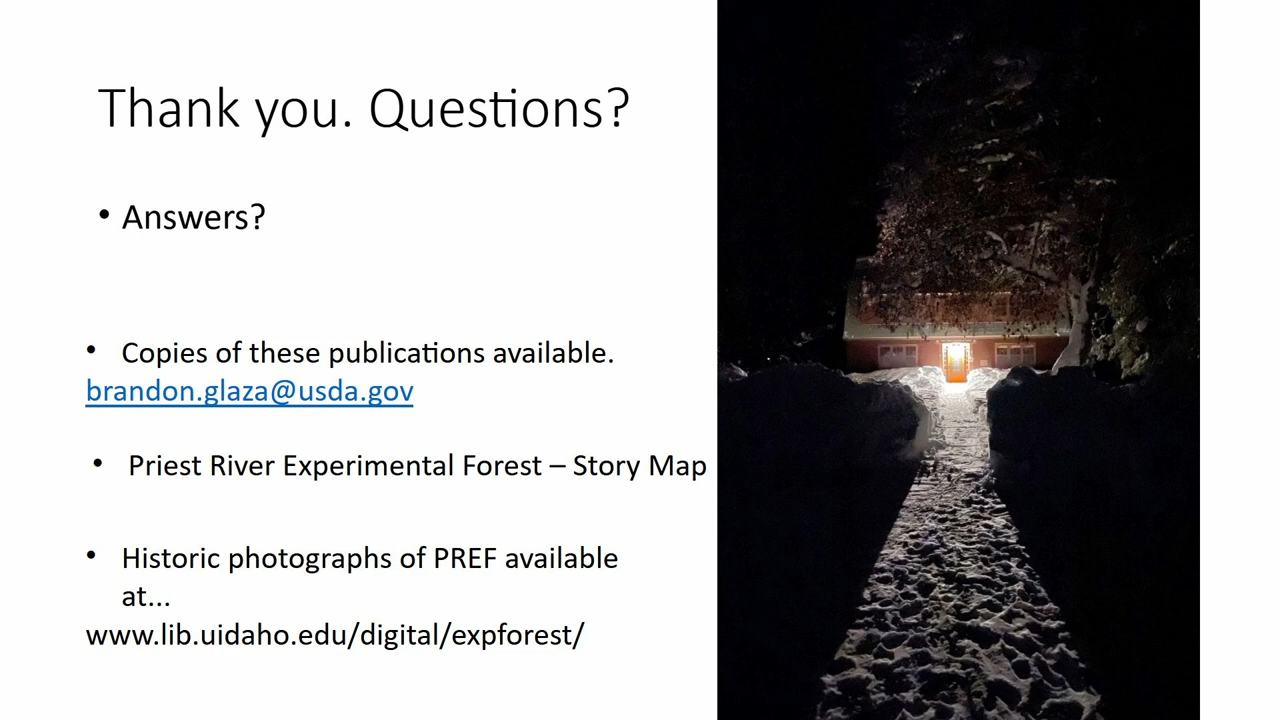 Thank you. Questions?
• Answers?
• Copies of these publications available.
brandon.glaza@usda.gov
• Priest River Experimental Forest – Story Map
• Historic photographs of PREF available
at...
www.lib.uidaho.edu/digital/expforest/